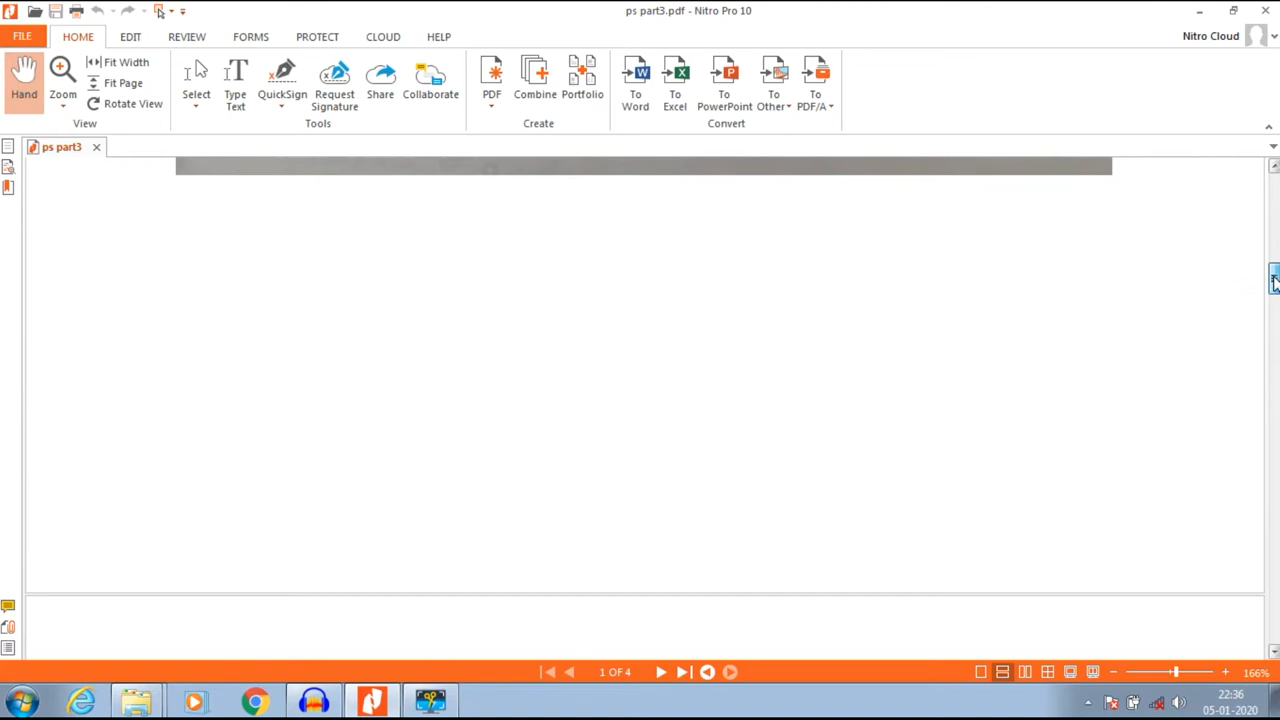 ps part3.pdf - Nitro Pro 10
FILE HOME EDIT REVIEW FORMS PROTECT CLOUD HELP
Nitro Cloud
Hand
Zoom
Fit Width
Fit Page
Rotate View
View
Select
Type Text
QuickSign
Request Signature
Share
Collaborate
Tools
PDF
Combine
Portfolio
Create
To Word
To Excel
To PowerPoint
To Other
To PDF/A
Convert
ps part3
1 OF 4
166%
22:36
05-01-2020